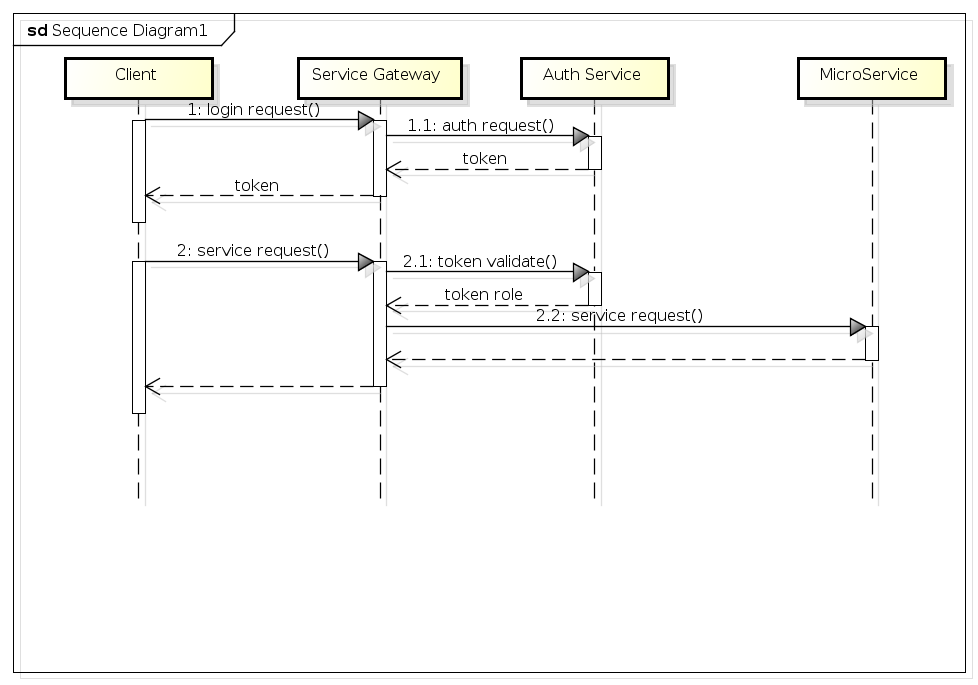 sd Sequence Diagram1
Client
Service Gateway
Auth Service
MicroService
1: login request()
1.1: auth request()
token
token
2: service request()
2.1: token validate()
token role
2.2: service request()